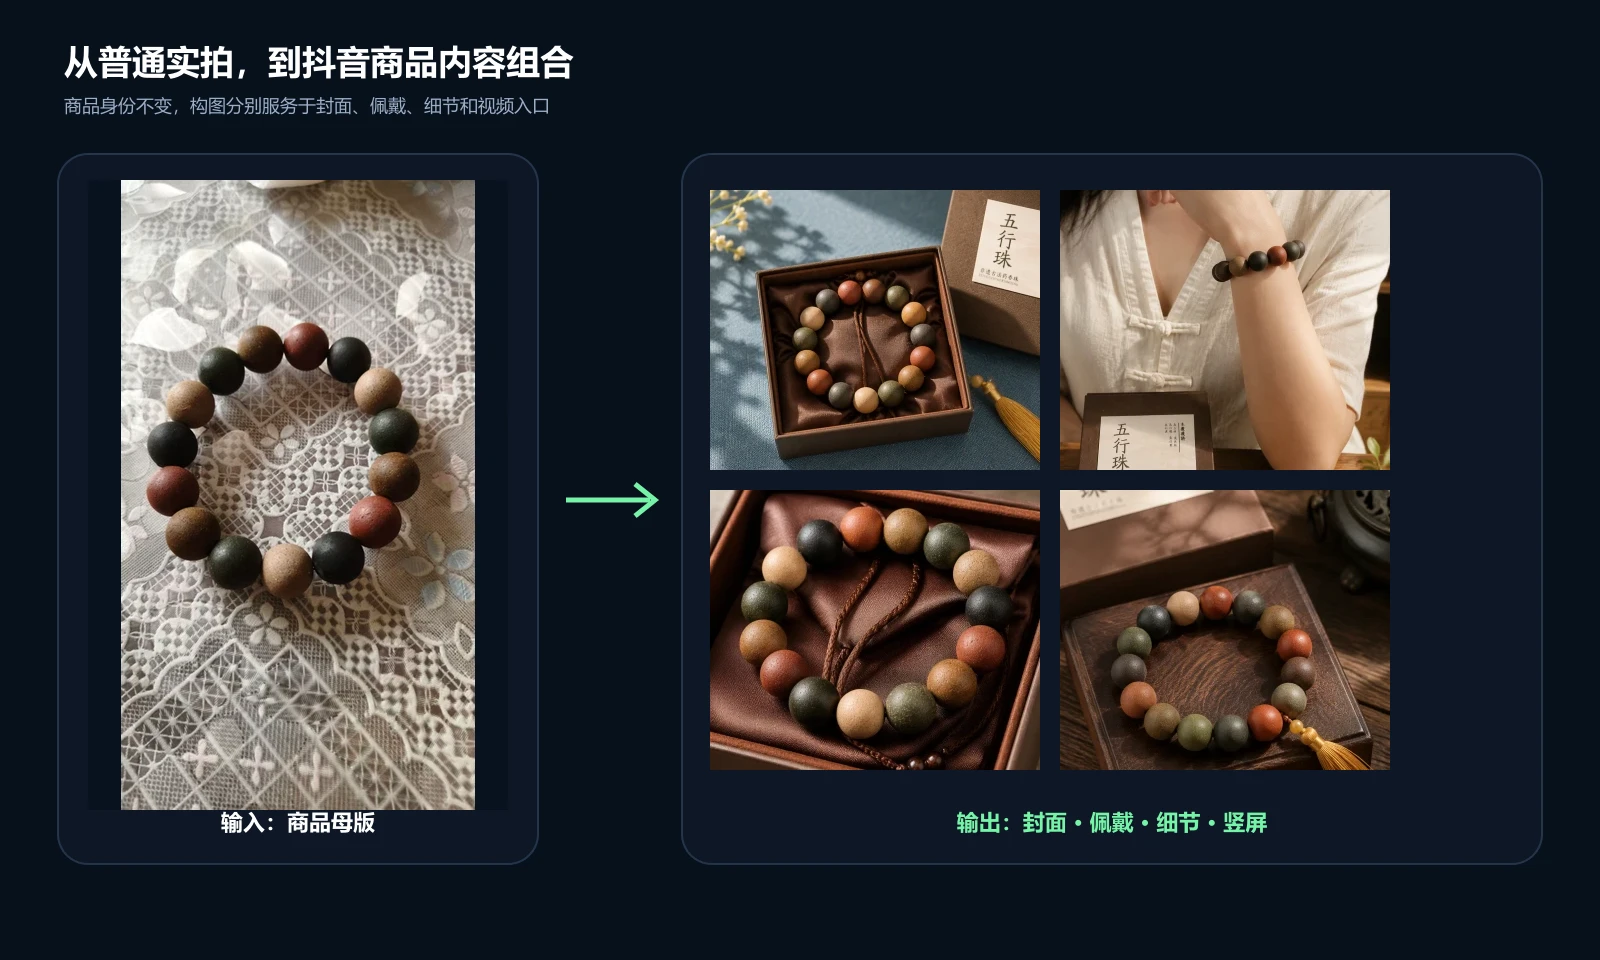 从普通实拍，到抖音商品内容组合
商品身份不变，构图分别服务于封面、佩戴、细节和视频入口
五行珠
五行珠
输入：商品母版
输出：封面·佩戴·细节·竖屏